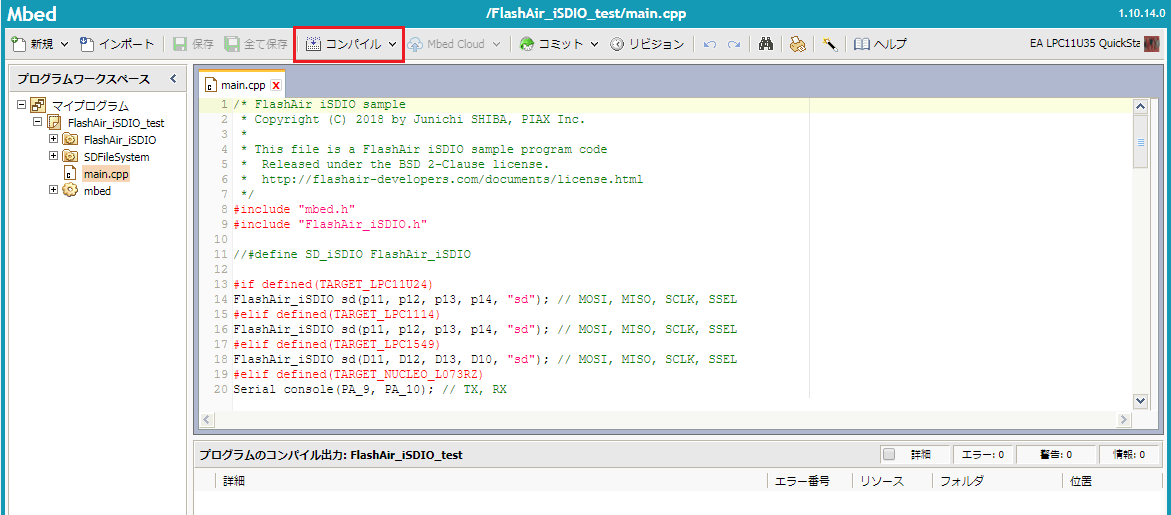 Mbed /FlashAir_iSDIO_test/main.cpp 1.10.14.0
新規 インポート 保存 全て保存 コンパイル Mbed Cloud コミット リビジョン ヘルプ EA LPC11U35 QuickSta
プログラムワークスペース
マイプログラム
FlashAir_iSDIO_test
FlashAir_iSDIO
SDFileSystem
main.cpp
mbed
main.cpp
1 /* FlashAir iSDIO sample
2 * Copyright (C) 2018 by Junichi SHIBA, PIAX Inc.
3 *
4 * This file is a FlashAir iSDIO sample program code
5 * Released under the BSD 2-Clause license.
6 * http://flashair-developers.com/documents/license.html
7 */
8 #include "mbed.h"
9 #include "FlashAir_iSDIO.h"
10
11 //#define SD_iSDIO FlashAir_iSDIO
12
13 #if defined(TARGET_LPC11U24)
14 FlashAir_iSDIO sd(p11, p12, p13, p14, "sd"); // MOSI, MISO, SCLK, SSEL
15 #elif defined(TARGET_LPC1114)
16 FlashAir_iSDIO sd(p11, p12, p13, p14, "sd"); // MOSI, MISO, SCLK, SSEL
17 #elif defined(TARGET_LPC1549)
18 FlashAir_iSDIO sd(D11, D12, D13, D10, "sd"); // MOSI, MISO, SCLK, SSEL
19 #elif defined(TARGET_NUCLEO_L073RZ)
20 Serial console(PA_9, PA_10); // TX, RX
プログラムのコンパイル出力: FlashAir_iSDIO_test 詳細 エラー: 0 警告: 0 情報: 0
詳細 エラー番号 リソース フォルダ 位置